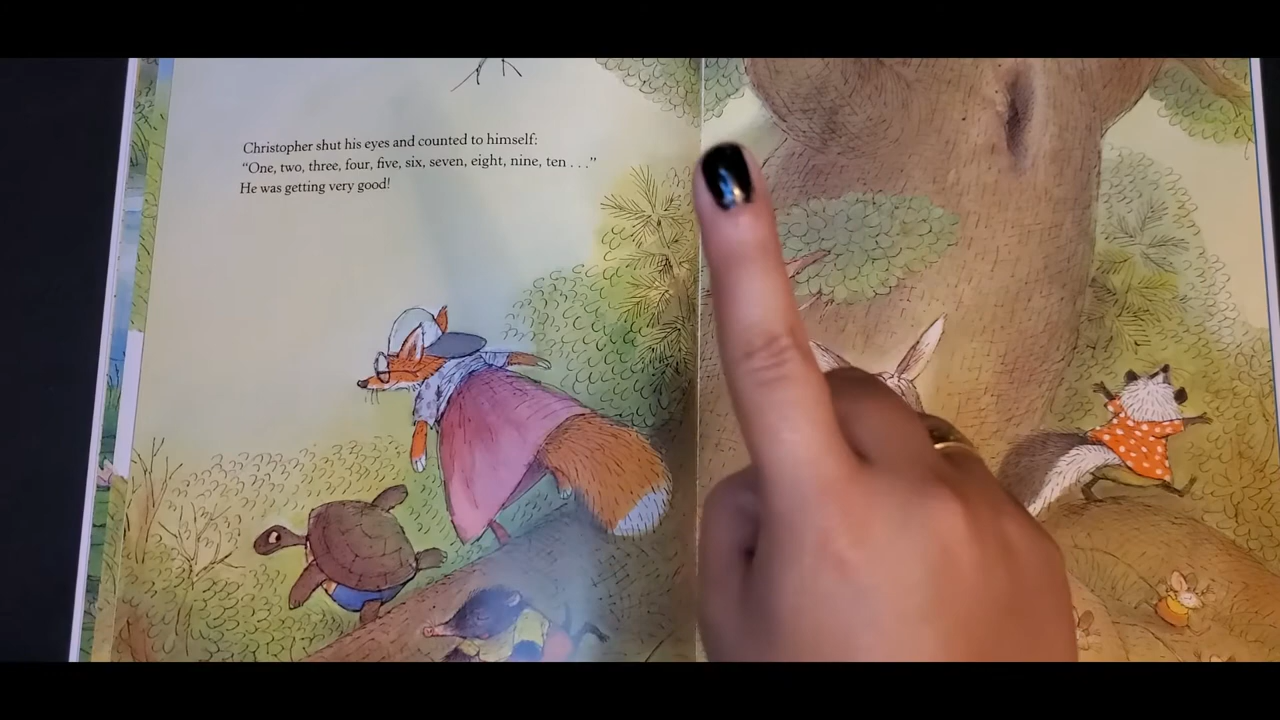 Christopher shut his eyes and counted to himself:
“One, two, three, four, five, six, seven, eight, nine, ten . . .”
He was getting very good!